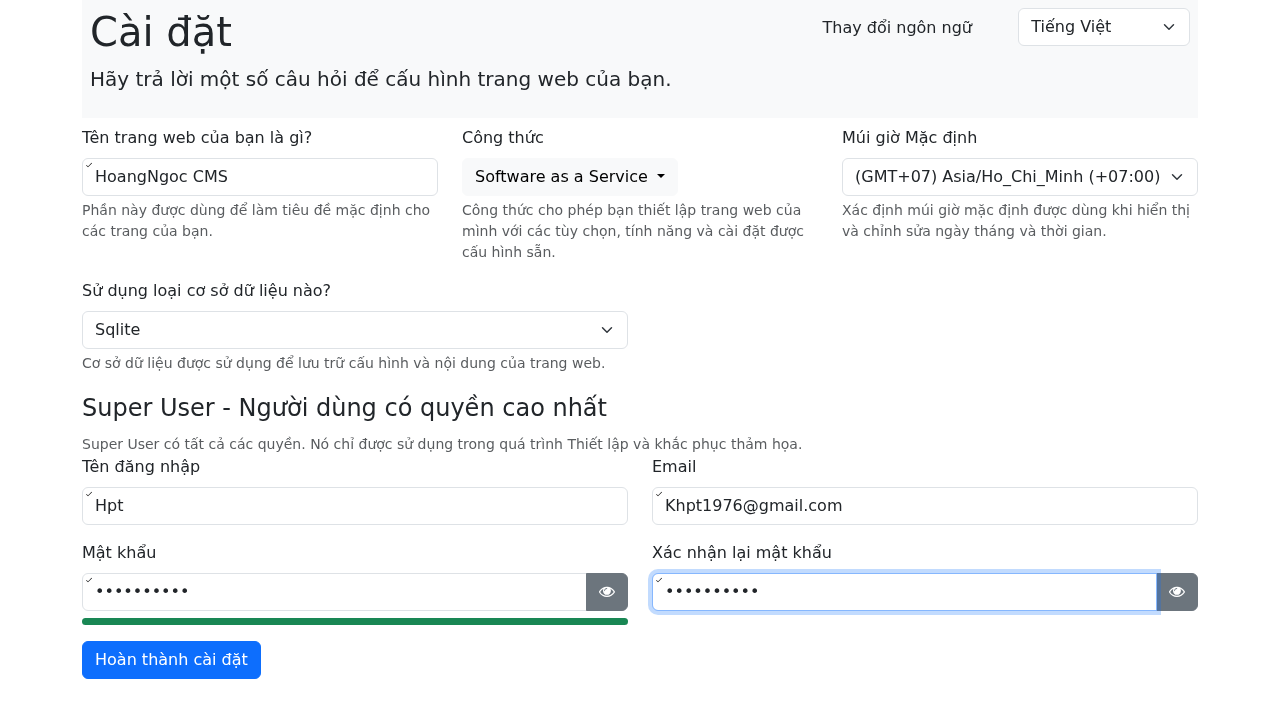 Cài đặt
Thay đổi ngôn ngữ
Tiếng Việt
Hãy trả lời một số câu hỏi để cấu hình trang web của bạn.
Tên trang web của bạn là gì?
HoangNgoc CMS
Phần này được dùng để làm tiêu đề mặc định cho
các trang của bạn.
Công thức
Software as a Service
Công thức cho phép bạn thiết lập trang web của
mình với các tùy chọn, tính năng và cài đặt được
cấu hình sẵn.
Múi giờ Mặc định
(GMT+07) Asia/Ho_Chi_Minh (+07:00)
Xác định múi giờ mặc định được dùng khi hiển thị
và chỉnh sửa ngày tháng và thời gian.
Sử dụng loại cơ sở dữ liệu nào?
Sqlite
Cơ sở dữ liệu được sử dụng để lưu trữ cấu hình và nội dung của trang web.
Super User - Người dùng có quyền cao nhất
Super User có tất cả các quyền. Nó chỉ được sử dụng trong quá trình Thiết lập và khắc phục thảm họa.
Tên đăng nhập
Hpt
Email
Khpt1976@gmail.com
Mật khẩu
••••••••••
Xác nhận lại mật khẩu
••••••••••
Hoàn thành cài đặt